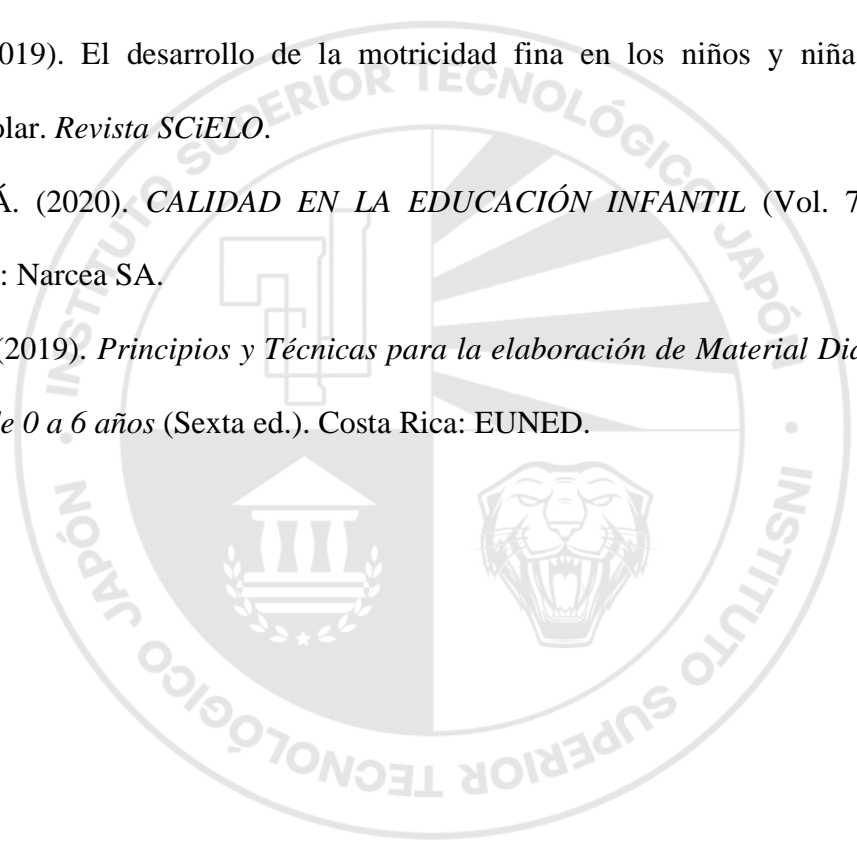 019). El desarrollo de la motricidad fina en los niños y niña
olar. Revista SCiELO.
Á. (2020). CALIDAD EN LA EDUCACIÓN INFANTIL (Vol. 7
: Narcea SA.
(2019). Principios y Técnicas para la elaboración de Material Dic
le 0 a 6 años (Sexta ed.). Costa Rica: EUNED.
INSTITUTO SUPERIOR TECNOLÓGICO JAPÓN
INSTITUTO SUPERIOR TECNOLÓGICO JAPÓN